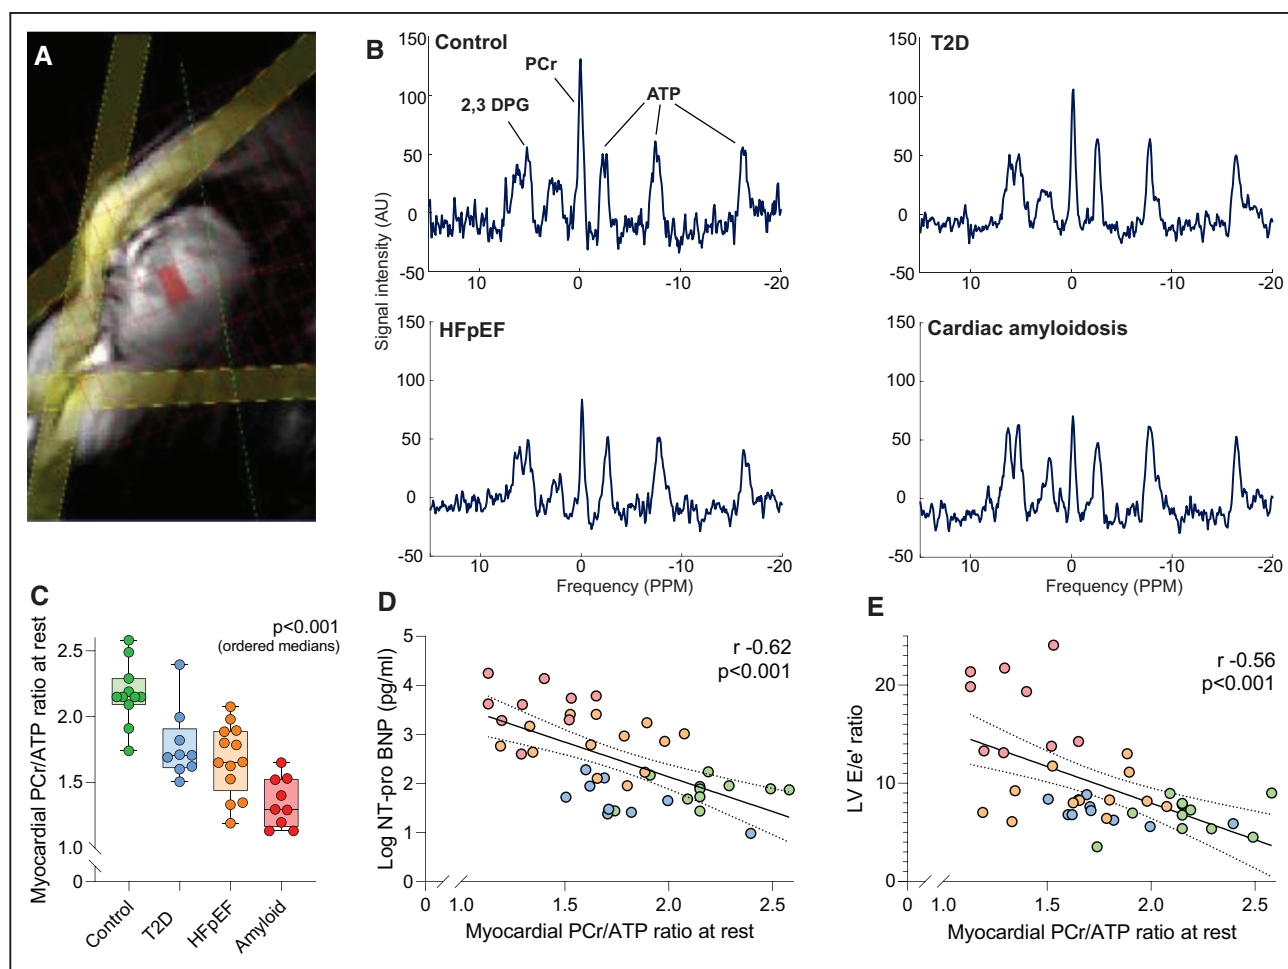 A
B
Control
PCr
2,3 DPG
ATP
150
100
50
0
-50
10
0
-10
-20
T2D
150
100
50
0
-50
10
0
-10
-20
Signal intensity (AU)
HFpEF
150
100
50
0
-50
10
0
-10
-20
Frequency (PPM)
Cardiac amyloidosis
150
100
50
0
-50
10
0
-10
-20
Frequency (PPM)
C
Myocardial PCr/ATP ratio at rest
p<0.001
(ordered medians)
2.5
2.0
1.5
1.0
0
Control
T2D
HFpEF
Amyloid
D
Log NT-pro BNP (pg/ml)
r -0.62
p<0.001
5
4
3
2
1
0
0
1.0
1.5
2.0
2.5
Myocardial PCr/ATP ratio at rest
E
LV E/e' ratio
r -0.56
p<0.001
20
10
0
0
1.0
1.5
2.0
2.5
Myocardial PCr/ATP ratio at rest